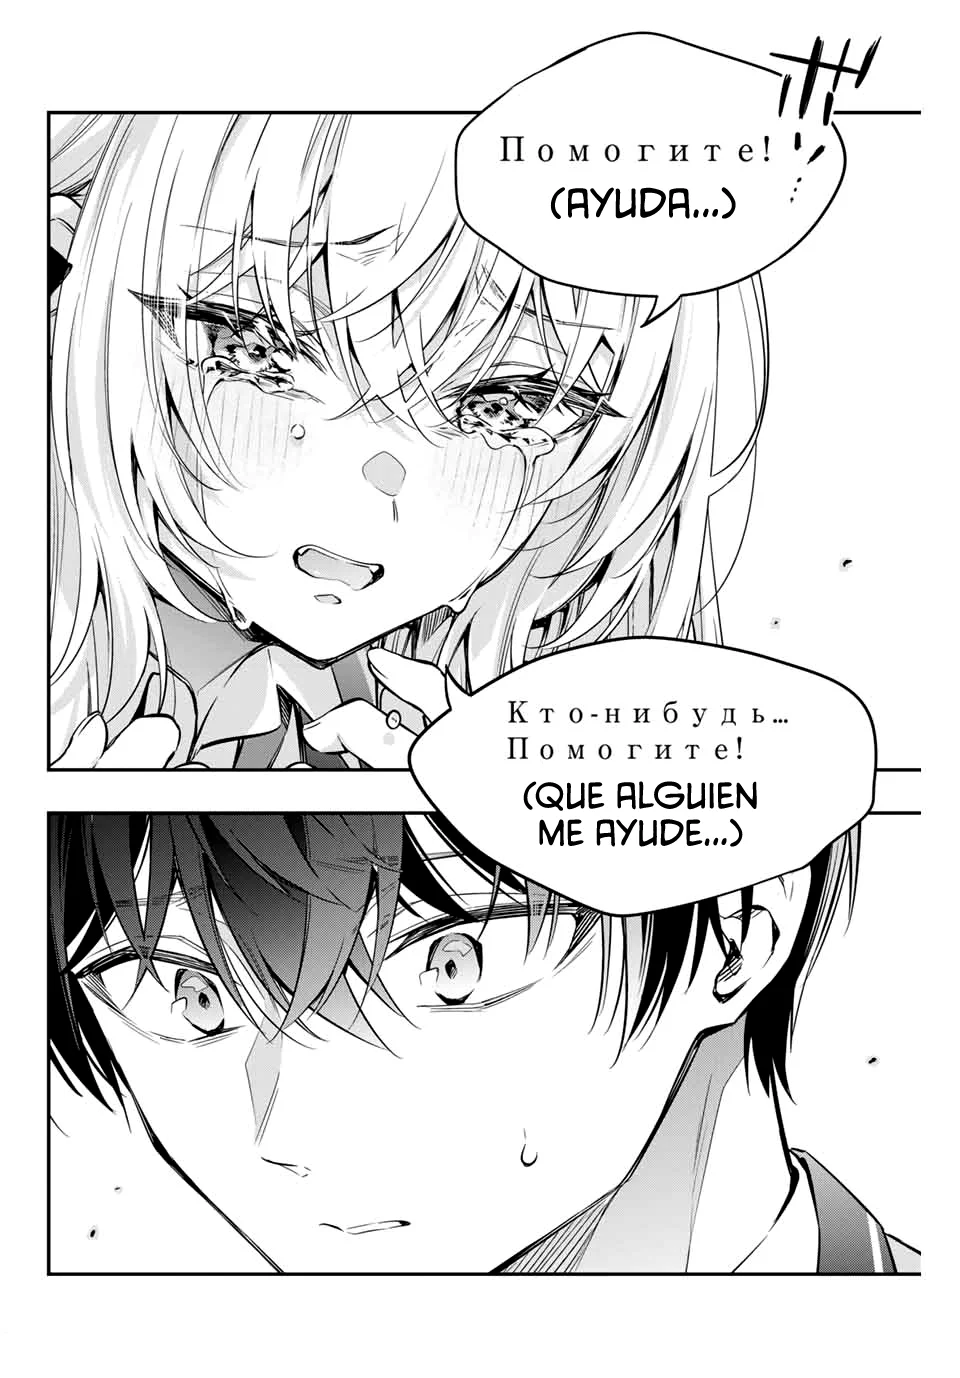 Помогите!
(AYUDA...)
Кто-нибудь...
Помогите!
(QUE ALGUIEN
ME AYUDE...)